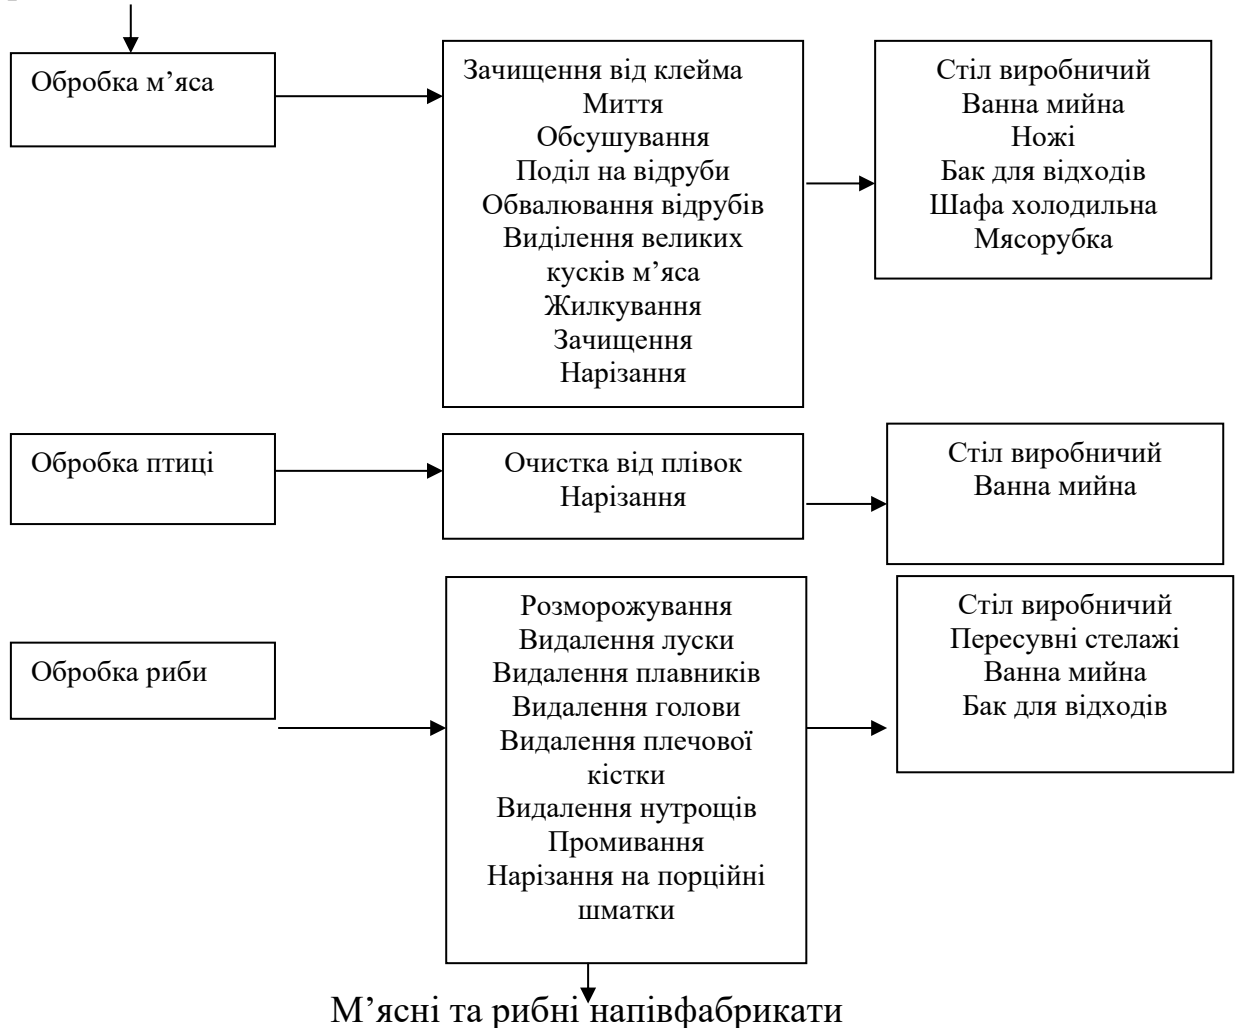 Обробка м’яса
Зачищення від клейма
Миття
Обсушування
Поділ на відруби
Обвалювання відрубів
Виділення великих
кусків м’яса
Жилкування
Зачищення
Нарізання
Стіл виробничий
Ванна мийна
Ножі
Бак для відходів
Шафа холодильна
Мясорубка
Обробка птиці
Очистка від плівок
Нарізання
Стіл виробничий
Ванна мийна
Обробка риби
Розморожування
Видалення луски
Видалення плавників
Видалення голови
Видалення плечової
кістки
Видалення нутрощів
Промивання
Нарізання на порційні
шматки
Стіл виробничий
Пересувні стелажі
Ванна мийна
Бак для відходів
М’ясні та рибні напівфабрикати